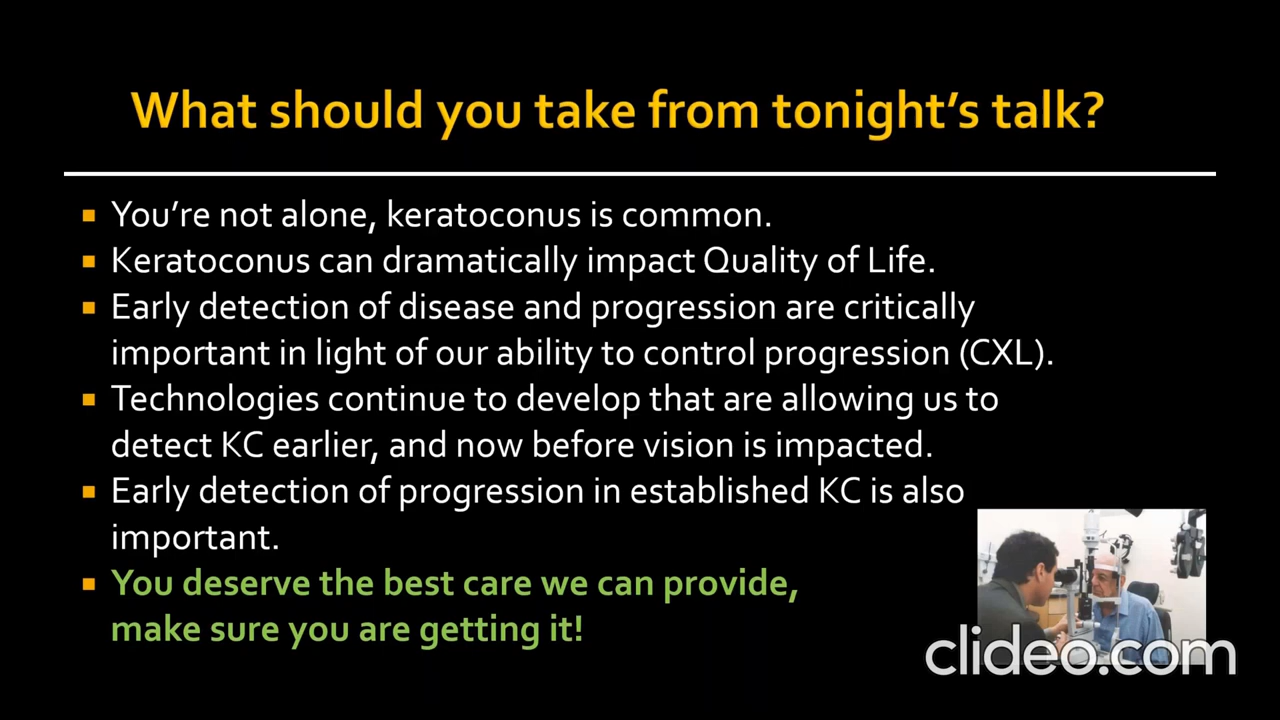 What should you take from tonight's talk?
▪ You're not alone, keratoconus is common.
▪ Keratoconus can dramatically impact Quality of Life.
▪ Early detection of disease and progression are critically
important in light of our ability to control progression (CXL).
▪ Technologies continue to develop that are allowing us to
detect KC earlier, and now before vision is impacted.
▪ Early detection of progression in established KC is also
important.
▪ You deserve the best care we can provide,
make sure you are getting it!
clideo.com